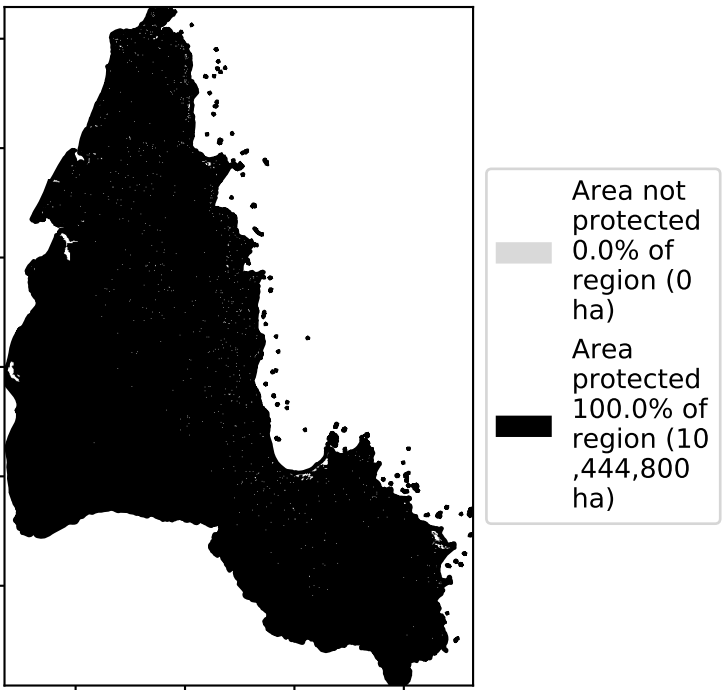 Area not
protected
0.0% of
region (0
ha)
Area
protected
100.0% of
region (10
,444,800
ha)